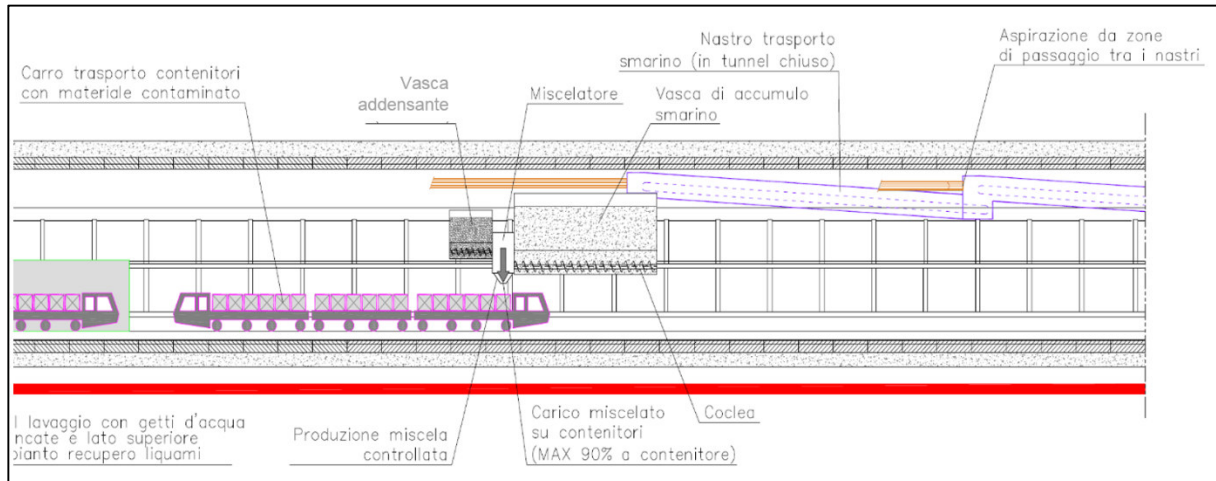 Carro trasporto contenitori
con materiale contaminato
Vasca
addensante
Miscelatore
Nastro trasporto
smarino (in tunnel chiuso)
Vasca di accumulo
smarino
Aspirazione da zone
di passaggio tra i nastri
l lavaggio con getti d'acqua
ncate e lato superiore
pianto recupero liquami
Produzione miscela
controllata
Carico miscelato
su contenitori
(MAX 90% a contenitore)
Coclea